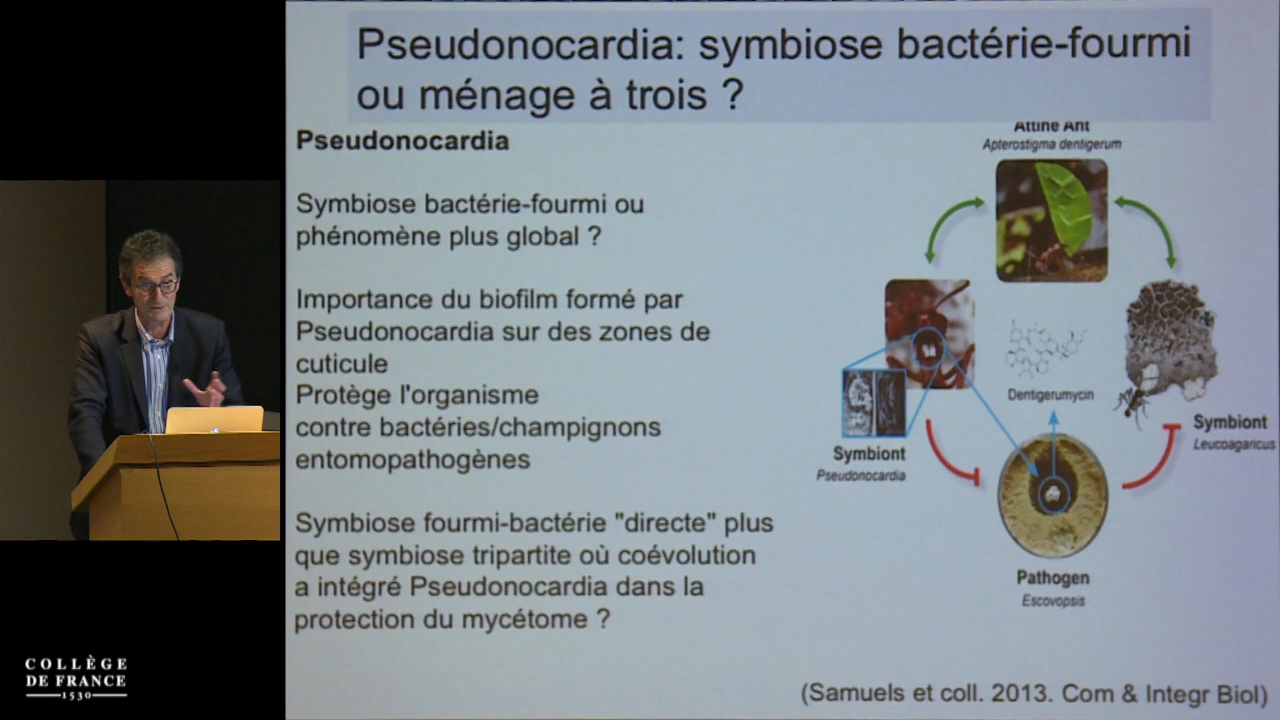 Pseudonocardia: symbiose bactérie-fourmi
ou ménage à trois ?
Pseudonocardia
Symbiose bactérie-fourmi ou
phénomène plus global ?
Importance du biofilm formé par
Pseudonocardia sur des zones de
cuticule
Protège l'organisme
contre bactéries/champignons
entomopathogènes
Symbiose fourmi-bactérie "directe" plus
que symbiose tripartite où coévolution
a intégré Pseudonocardia dans la
protection du mycétome ?
Attine Ant
Apterostigma dentigerum
Dentigerumycin
Symbiont
Leucoagaricus
Symbiont
Pseudonocardia
Pathogen
Escovopsis
(Samuels et coll. 2013. Com & Integr Biol)
COLLÈGE
DE FRANCE
1530